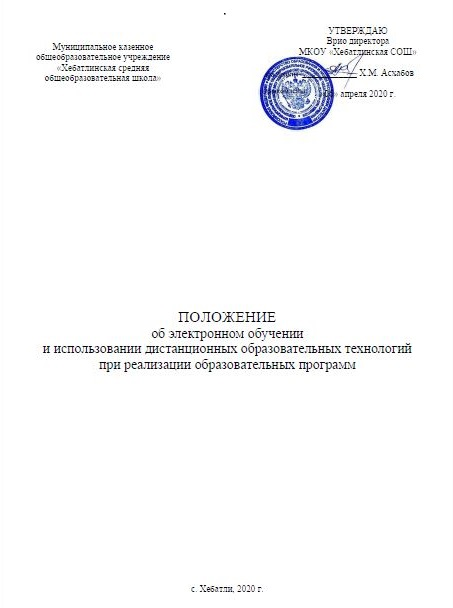 Муниципальное казенное
общеобразовательное учреждение
«Хебатлинская средняя
общеобразовательная школа»
УТВЕРЖДАЮ
Врио директора
МКОУ «Хебатлинская СОШ»
Х.М. Асхабов
апреля 2020 г.
ПОЛОЖЕНИЕ
об электронном обучении
и использовании дистанционных образовательных технологий
при реализации образовательных программ
с. Хебатли, 2020 г.